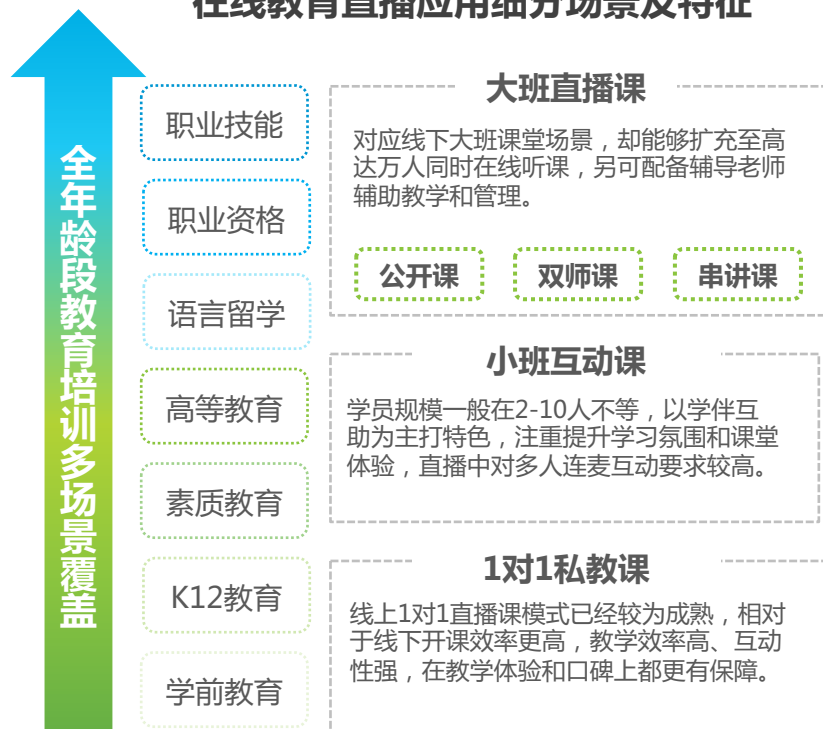 在线教育直播应用细分场景及特征
全年龄段教育培训多场景覆盖
职业技能
职业资格
语言留学
高等教育
素质教育
K12教育
学前教育
大班直播课
对应线下大班课堂场景，却能够扩充至高
达万人同时在线听课，另可配备辅导老师
辅助教学和管理。
公开课
双师课
串讲课
小班互动课
学员规模一般在2-10人不等，以学伴互
助为主打特色，注重提升学习氛围和课堂
体验，直播中对多人连麦互动要求较高。
1对1私教课
线上1对1直播课模式已经较为成熟，相对
于线下开课效率更高，教学效率高、互动
性强，在教学体验和口碑上都更有保障。